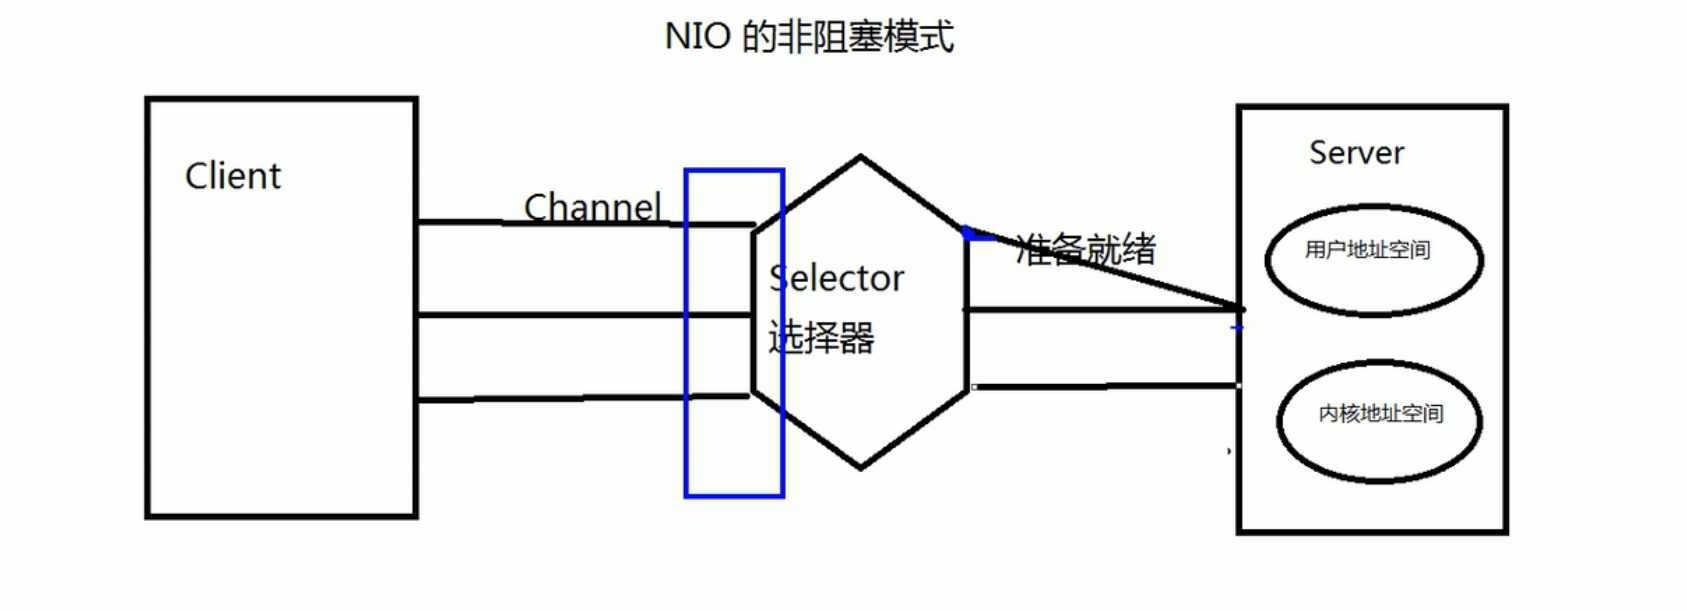 NIO 的非阻塞模式
Client
Channel
Selector
选择器
准备就绪
Server
用户地址空间
内核地址空间